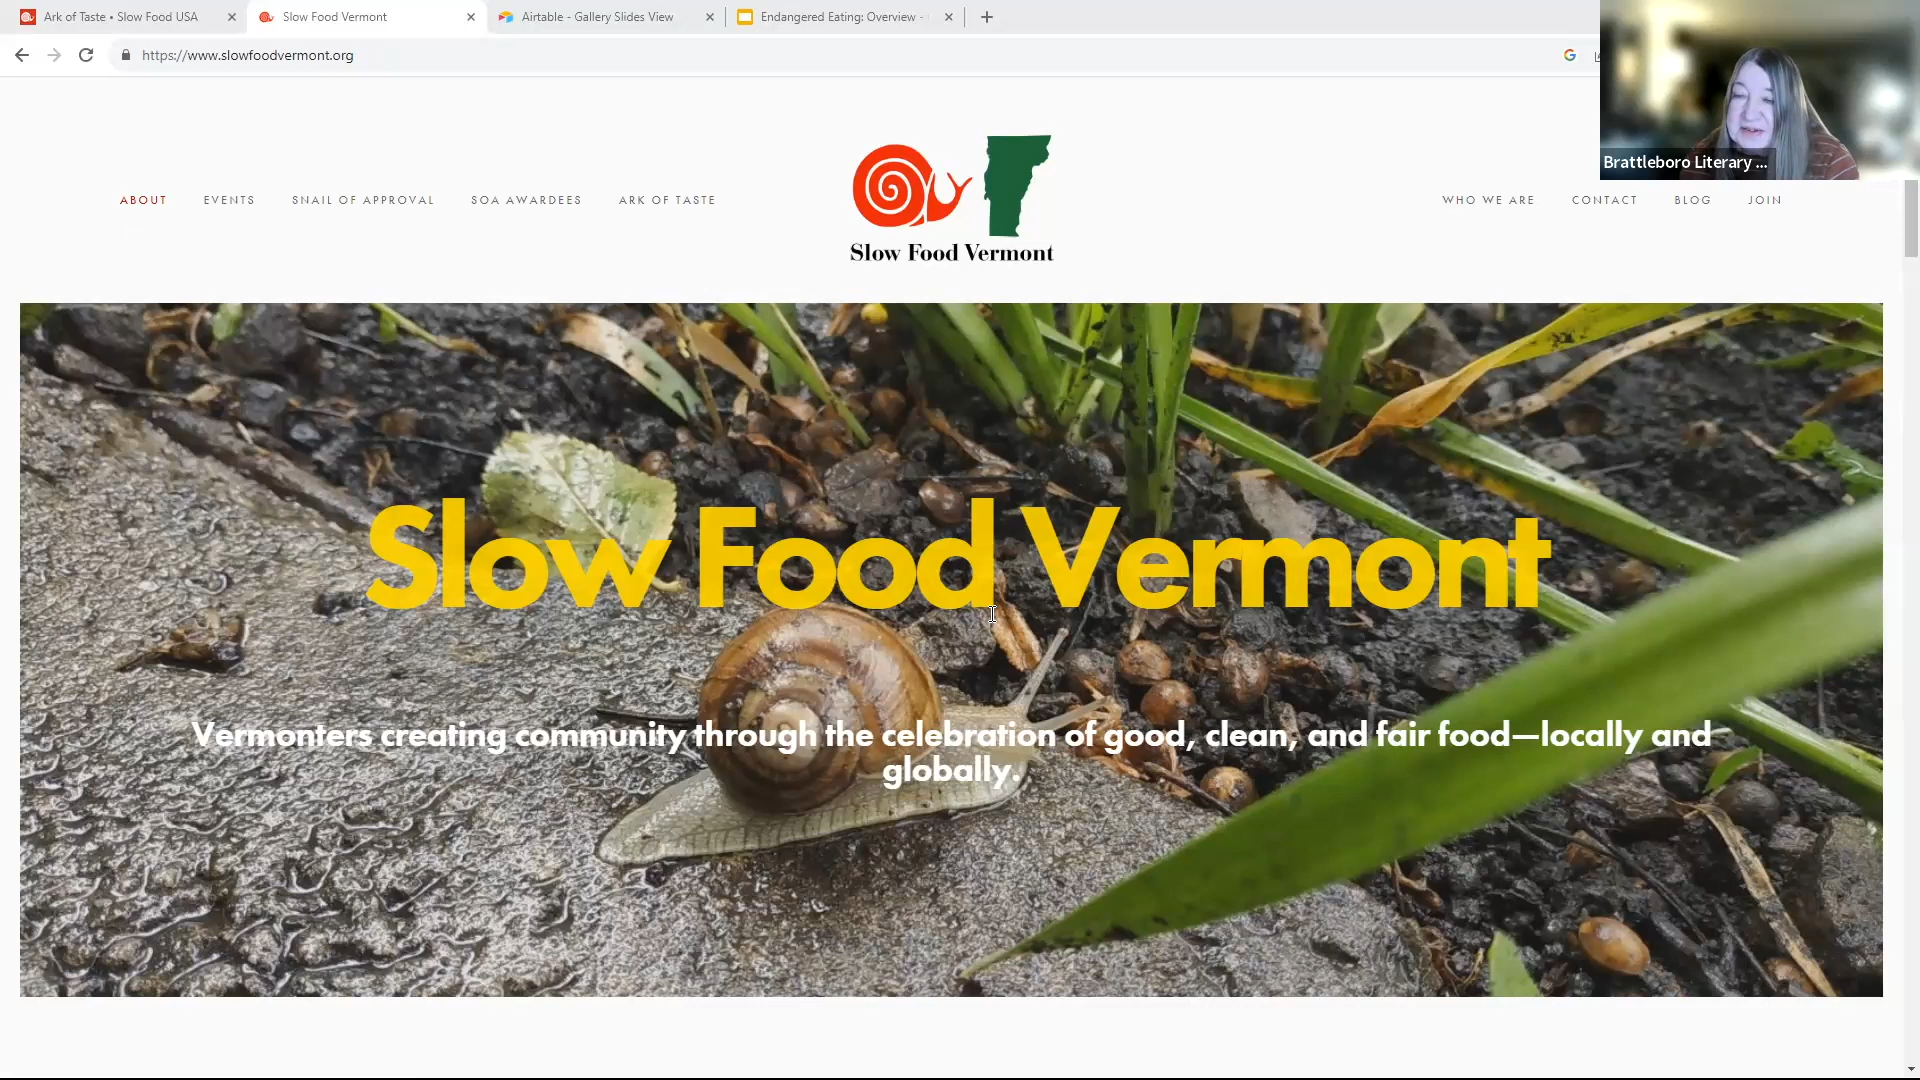 Ark of Taste • Slow Food USA
Slow Food Vermont
Airtable - Gallery Slides View
Endangered Eating: Overview -
https://www.slowfoodvermont.org
Brattleboro Literary ...
ABOUT
EVENTS
SNAIL OF APPROVAL
SOA AWARDEES
ARK OF TASTE
Slow Food Vermont
WHO WE ARE
CONTACT
BLOG
JOIN
Slow Food Vermont
Vermonters creating community through the celebration of good, clean, and fair food—locally and
globally.